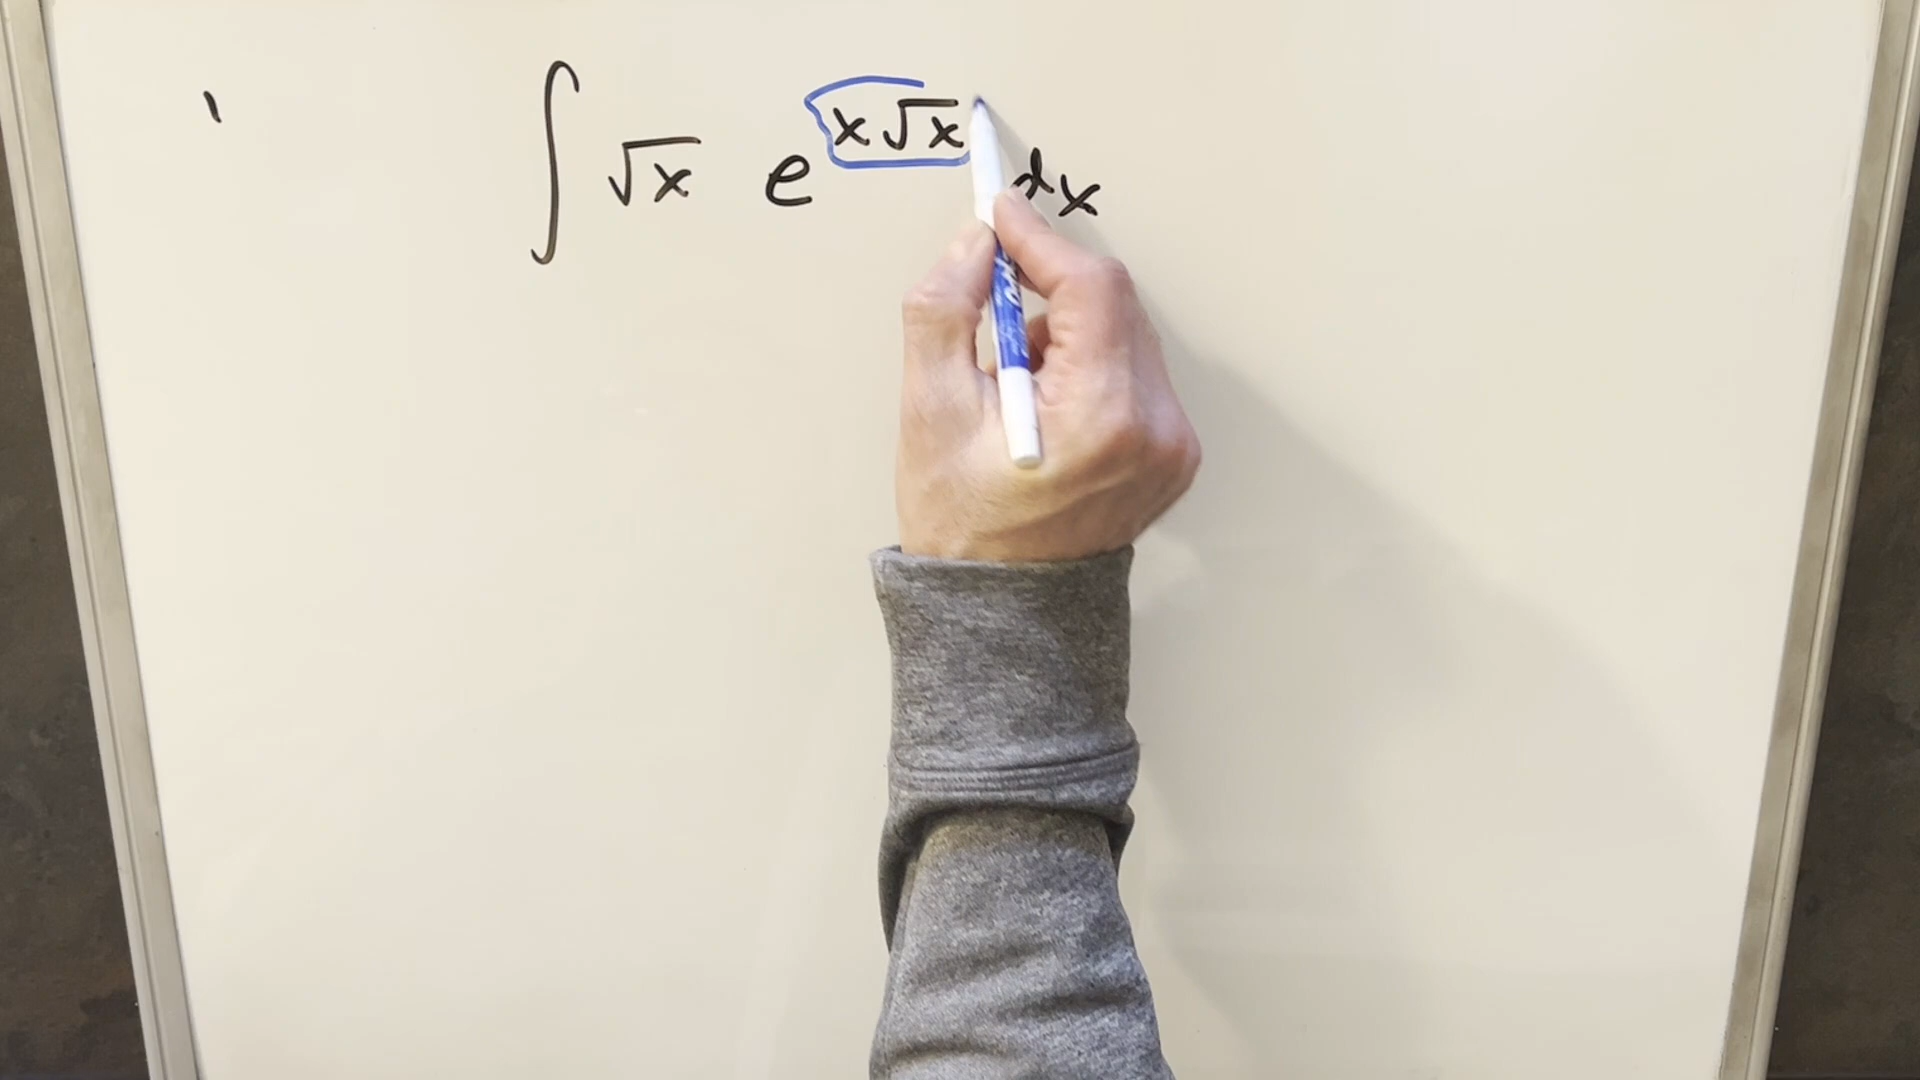 ∫ √x e^{x√x} dx